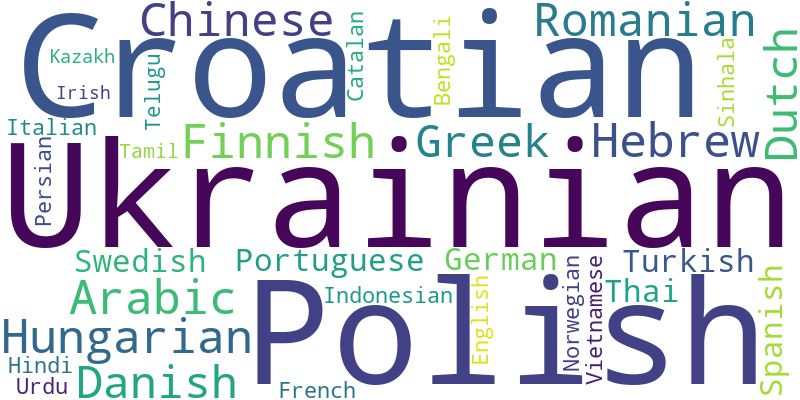 Chinese
Romanian
Croatian
Kazakh
Irish
Telugu
Catalan
Bengali
Sinhala
Dutch
Italian
Tamil
Finnish
Greek
Hebrew
Persian
Ukrainian
Swedish
Portuguese
German
Turkish
Arabic
Indonesian
English
Norwegian
Vietnamese
Thai
Spanish
Hungarian
Polish
Hindi
Urdu
Danish
French